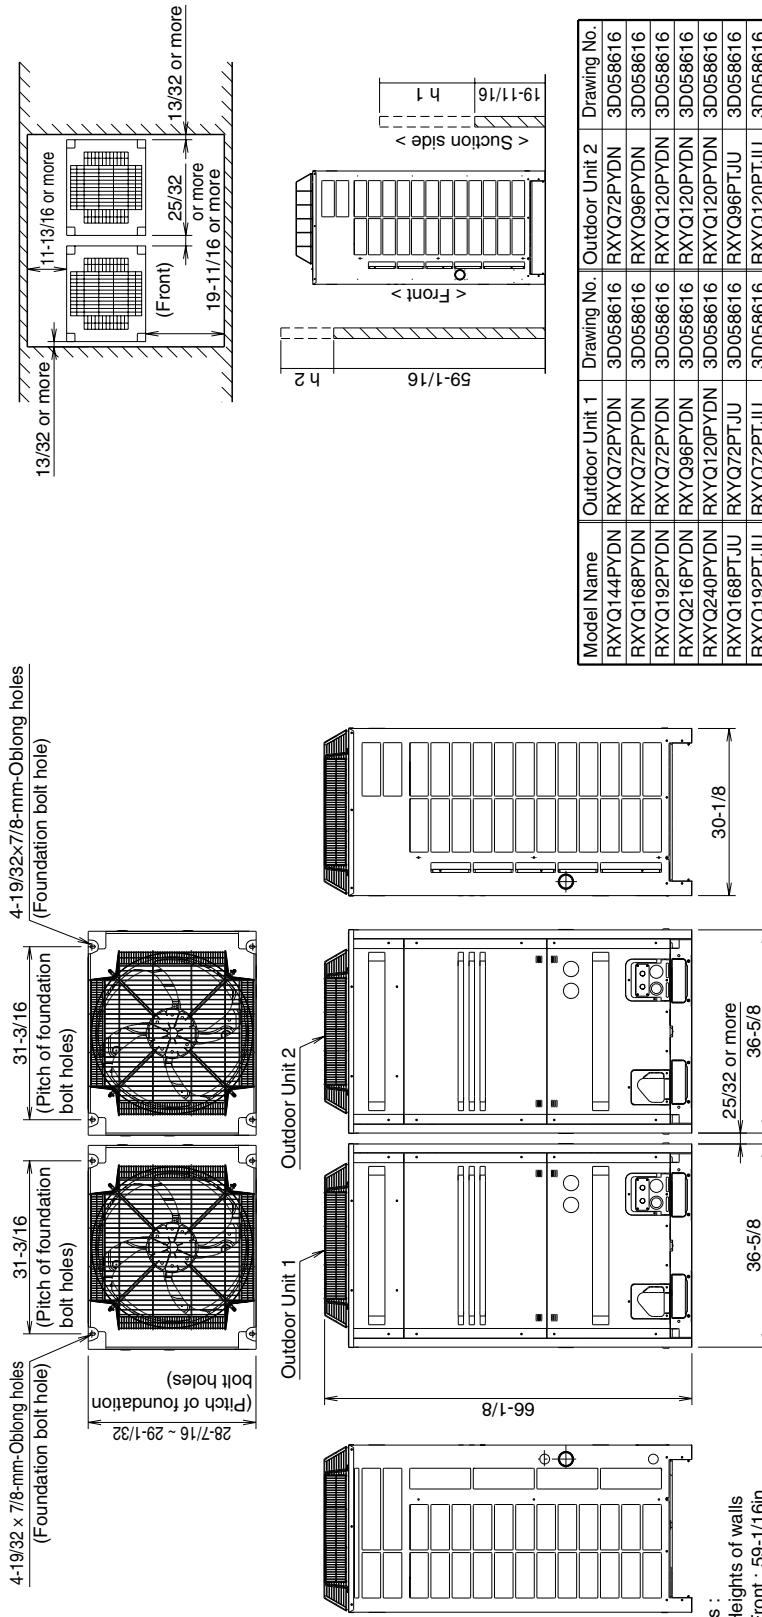 4-19/32 × 7/8-mm-Oblong holes
(Foundation bolt hole)
31-3/16
(Pitch of foundation
bolt holes)
31-3/16
(Pitch of foundation
bolt holes)
4-19/32×7/8-mm-Oblong holes
(Foundation bolt hole)
28-7/16 ~ 29-1/32
(Pitch of foundation
bolt holes)
Outdoor Unit 1
Outdoor Unit 2
66-1/8
36-5/8
25/32 or more
36-5/8
30-1/8
s :
Heights of walls
Front : 59-1/16in
13/32 or more
11-13/16 or more
(Front)
25/32
or more
19-11/16 or more
13/32 or more
h 2
59-1/16
< Front >
< Suction side >
h 1
19-11/16
Model Name Outdoor Unit 1 Drawing No. Outdoor Unit 2 Drawing No.
RXYQ144PYDN RXYQ72PYDN 3D058616 RXYQ72PYDN 3D058616
RXYQ168PYDN RXYQ72PYDN 3D058616 RXYQ96PYDN 3D058616
RXYQ192PYDN RXYQ72PYDN 3D058616 RXYQ120PYDN 3D058616
RXYQ216PYDN RXYQ96PYDN 3D058616 RXYQ120PYDN 3D058616
RXYQ240PYDN RXYQ120PYDN 3D058616 RXYQ120PYDN 3D058616
RXYQ168PTJU RXYQ72PTJU 3D058616 RXYQ96PTJU 3D058616
RXYQ192PTJU RXYQ72PTJU 3D058616 RXYQ120PTJU 3D058616